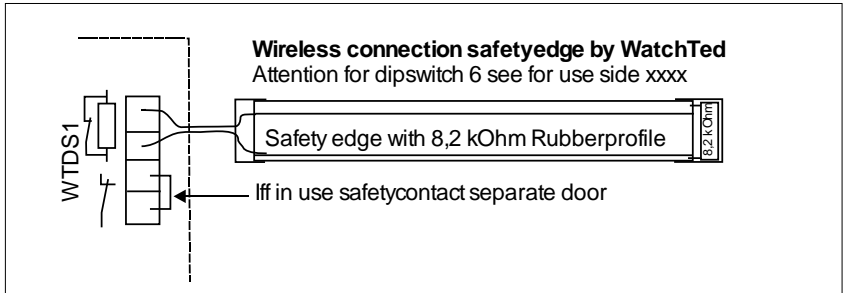 Wireless connection safetyedge by WatchTed
Attention for dipswitch 6 see for use side xxxx
WTDS1
Safety edge with 8,2 kOhm Rubberprofile
8,2 kOhm
Iff in use safetycontact separate door